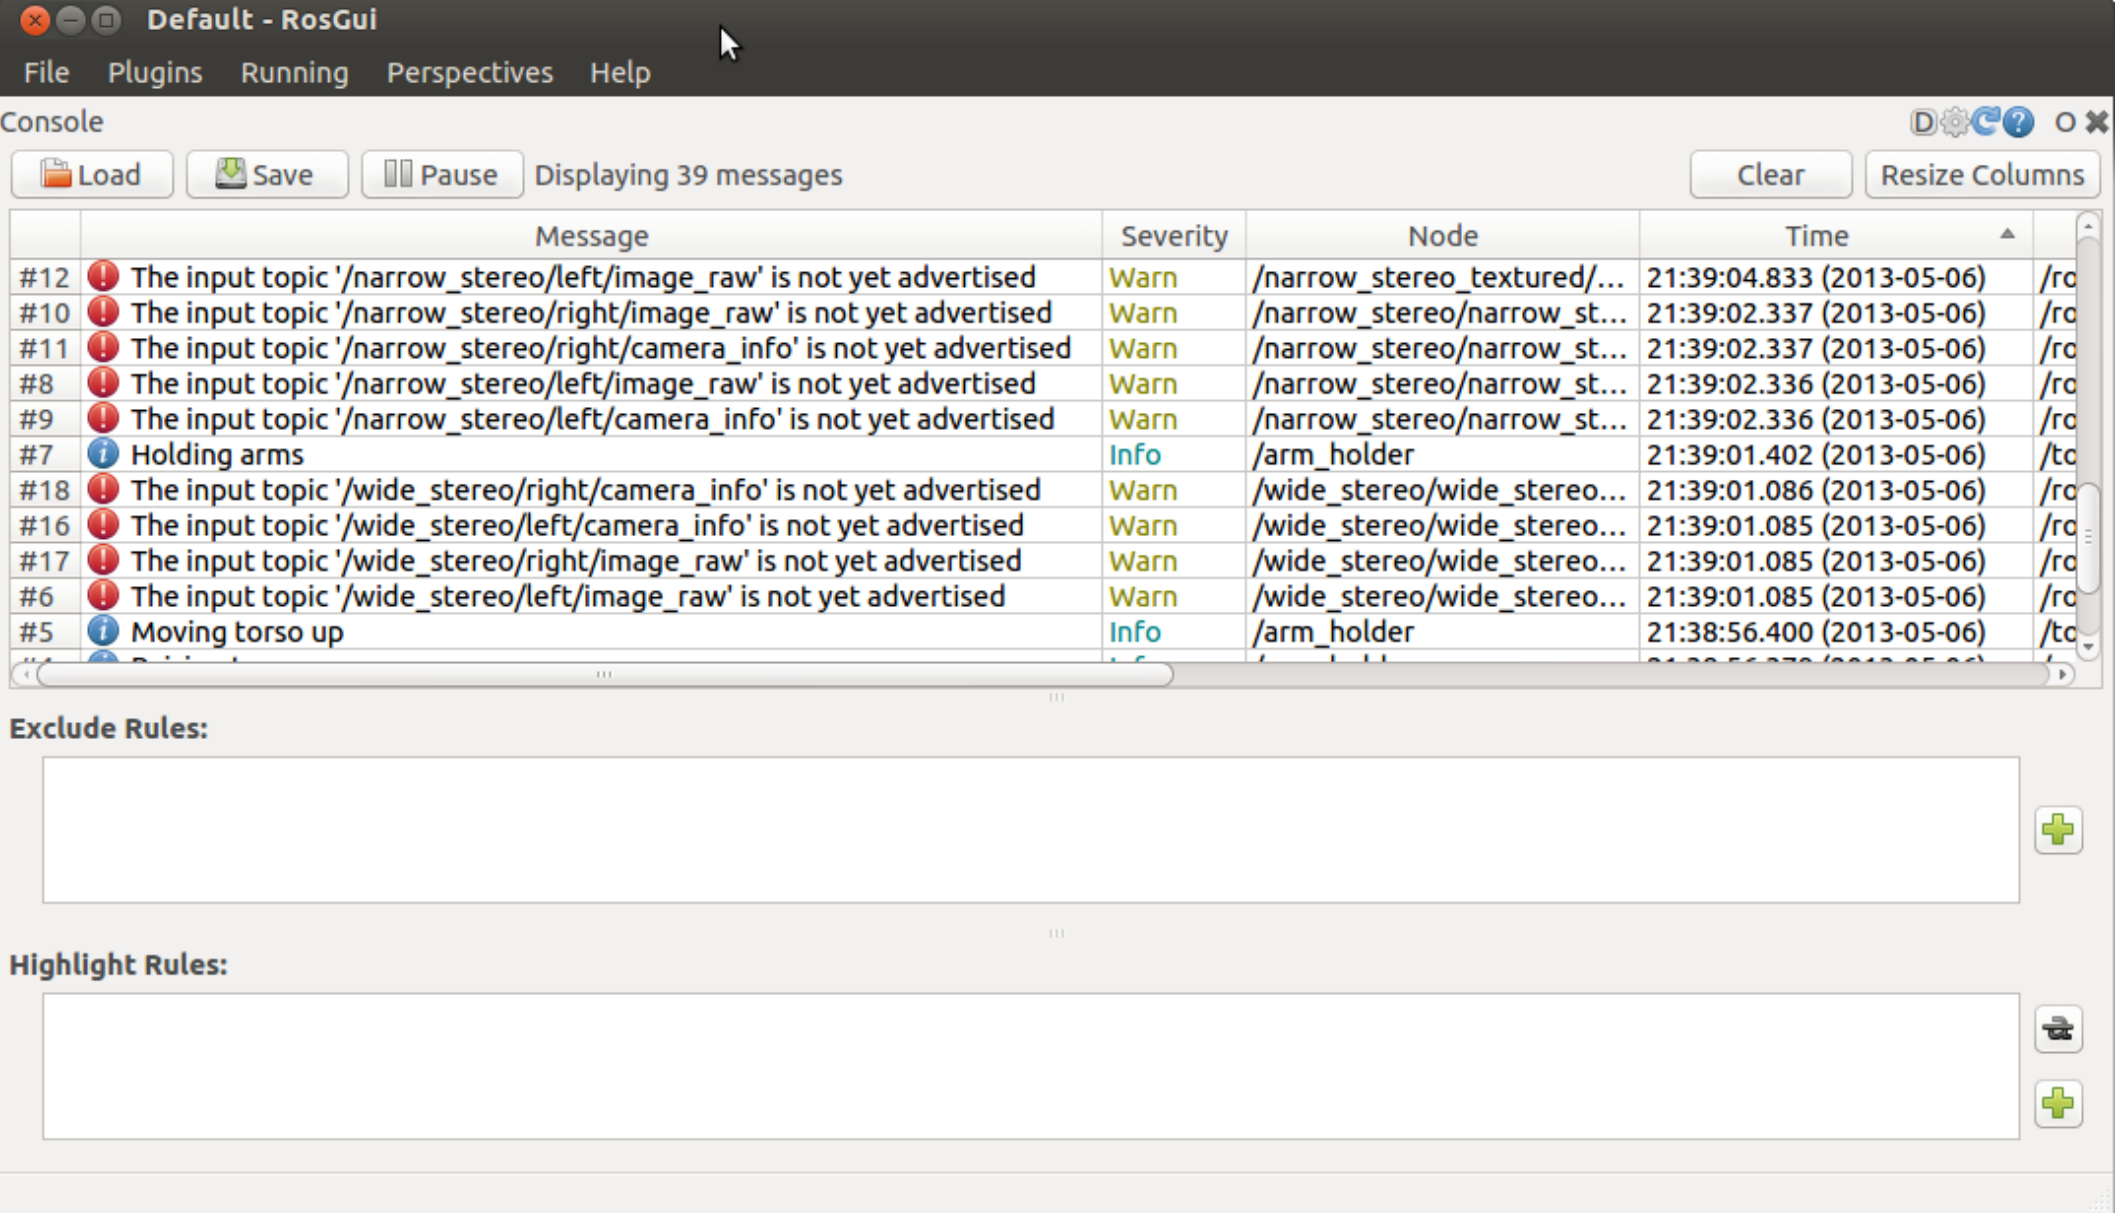 Default - RosGui
File Plugins Running Perspectives Help
Console
D ? O
Load Save Pause Displaying 39 messages Clear Resize Columns
Message Severity Node Time
#12 The input topic '/narrow_stereo/left/image_raw' is not yet advertised Warn /narrow_stereo_textured/... 21:39:04.833 (2013-05-06) /ro
#10 The input topic '/narrow_stereo/right/image_raw' is not yet advertised Warn /narrow_stereo/narrow_st... 21:39:02.337 (2013-05-06) /ro
#11 The input topic '/narrow_stereo/right/camera_info' is not yet advertised Warn /narrow_stereo/narrow_st... 21:39:02.337 (2013-05-06) /ro
#8 The input topic '/narrow_stereo/left/image_raw' is not yet advertised Warn /narrow_stereo/narrow_st... 21:39:02.336 (2013-05-06) /ro
#9 The input topic '/narrow_stereo/left/camera_info' is not yet advertised Warn /narrow_stereo/narrow_st... 21:39:02.336 (2013-05-06) /ro
#7 Holding arms Info /arm_holder 21:39:01.402 (2013-05-06) /to
#18 The input topic '/wide_stereo/right/camera_info' is not yet advertised Warn /wide_stereo/wide_stereo... 21:39:01.086 (2013-05-06) /ro
#16 The input topic '/wide_stereo/left/camera_info' is not yet advertised Warn /wide_stereo/wide_stereo... 21:39:01.085 (2013-05-06) /ro
#17 The input topic '/wide_stereo/right/image_raw' is not yet advertised Warn /wide_stereo/wide_stereo... 21:39:01.085 (2013-05-06) /ro
#6 The input topic '/wide_stereo/left/image_raw' is not yet advertised Warn /wide_stereo/wide_stereo... 21:39:01.085 (2013-05-06) /ro
#5 Moving torso up Info /arm_holder 21:38:56.400 (2013-05-06) /to
Exclude Rules:
Highlight Rules: